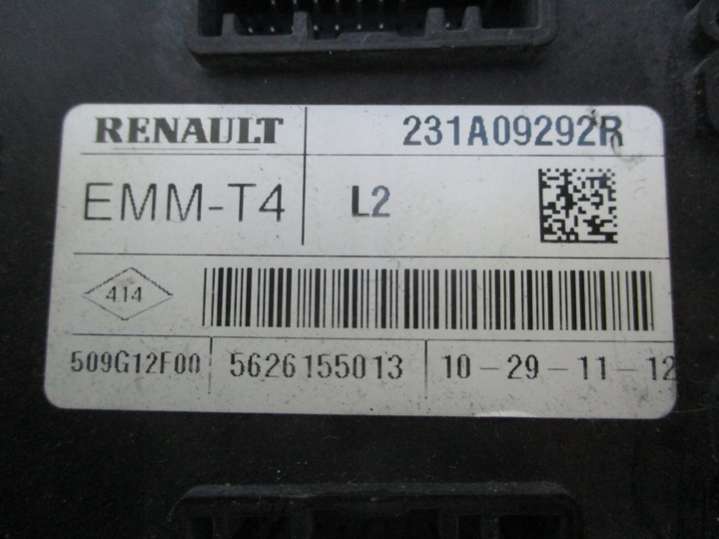 RENAULT 231A09292R
EMM-T4 L2
414
509G12F00 5626155013 10-29-11-12